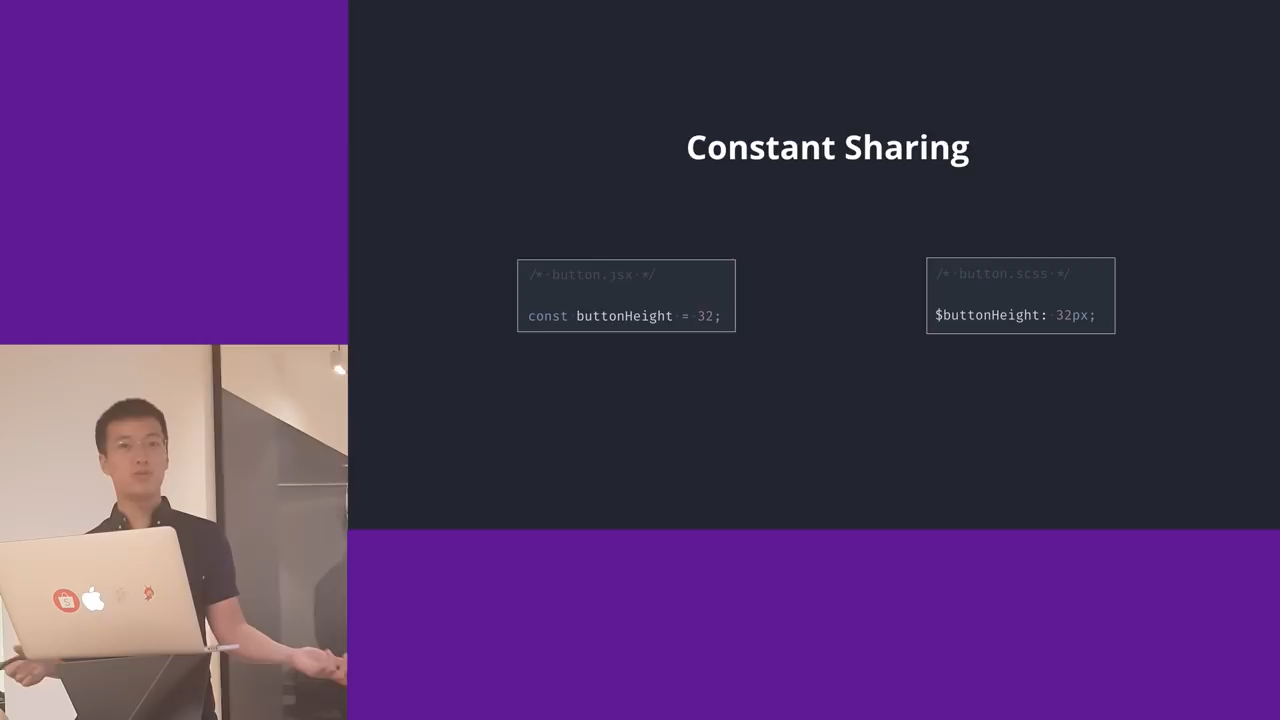 Constant Sharing
/* button.jsx */
const buttonHeight = 32;
/* button.scss */
$buttonHeight: 32px;